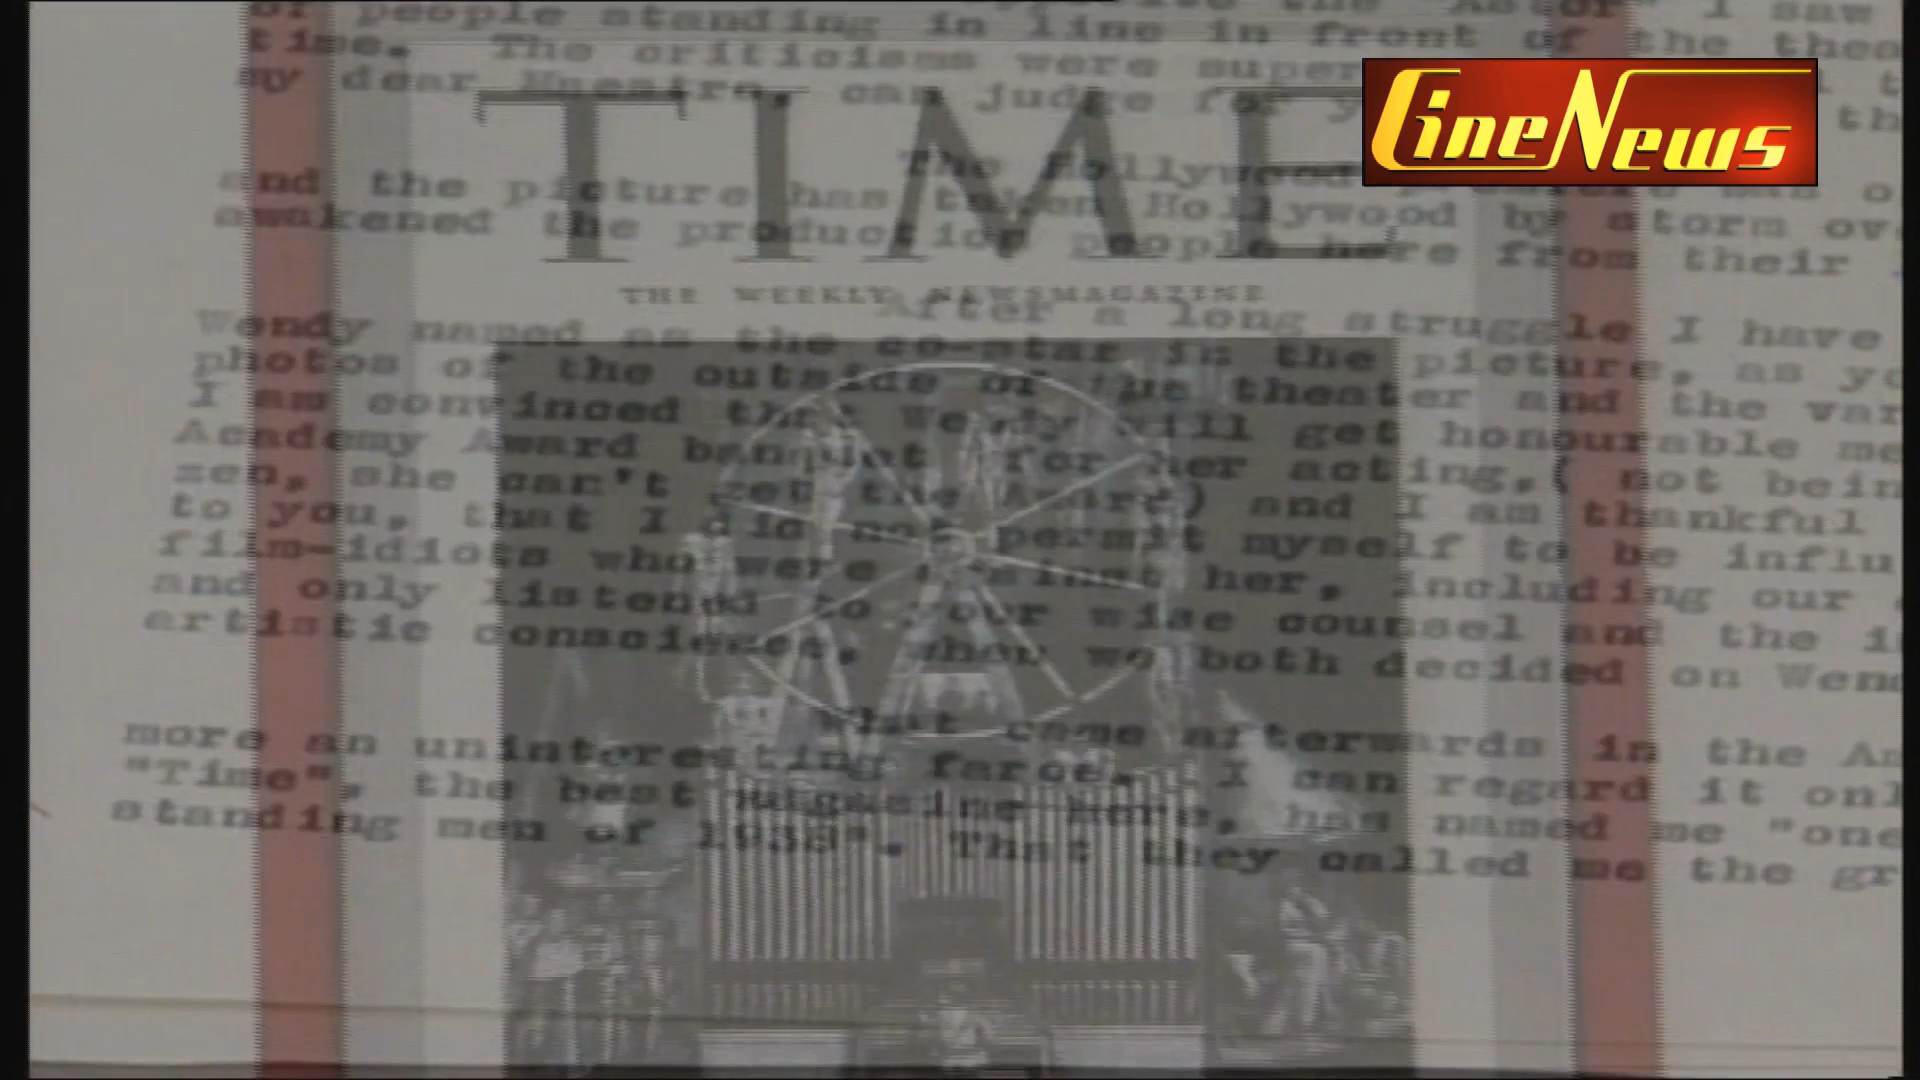 of people standing in line in front of the thea
time. The criticisms were super
my dear Maestro, can judge for y
TIME
CineNews
The Hollywood
and the picture has taken Hollywood by storm ov
awakened the production people here from their
THE WEEKLY NEWSMAGAZINE
After a long struggle I have
Wendy named as the co-star in the picture, as yo
photos of the outside of the theater and the var
I am convinced that Wendy will get honourable me
Academy Award banquet (for her acting,( not bein
zen, she can't get the Award) and I am thankful
to you, that I did not permit myself to be influ
film-idiots who were against her, including our
and only listened to your wise counsel and the i
artistic conscience, when we both decided on Wend
What came afterwards in the Am
more an uninteresting farce. I can regard it onl
"Time", the best Magazine here, has named me "one
standing men of 1938". That they called me the gr